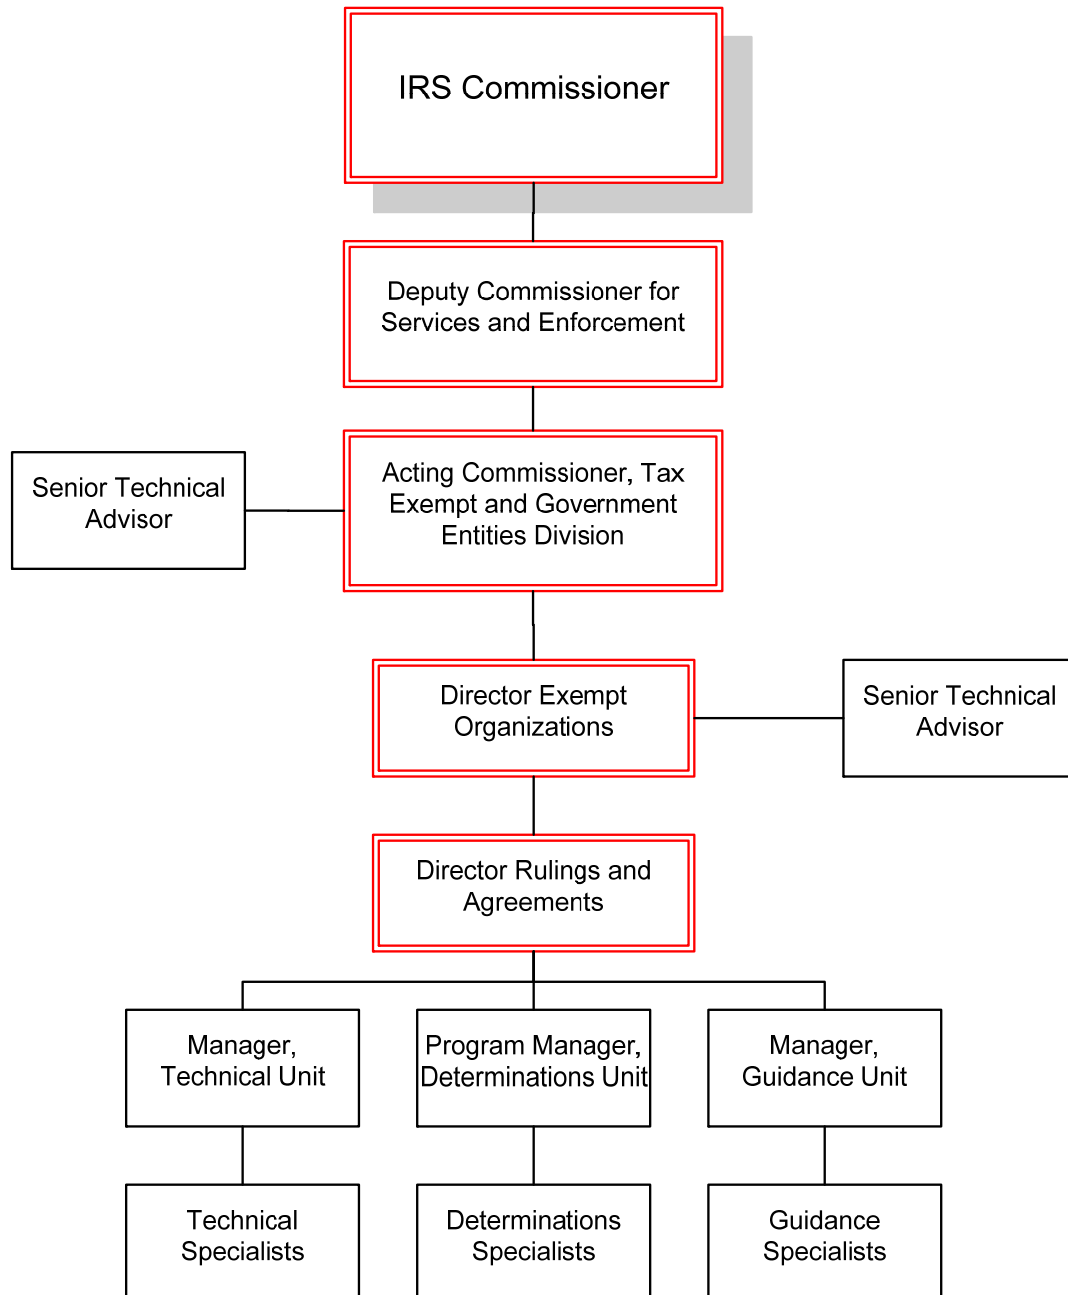 IRS Commissioner
Deputy Commissioner for
Services and Enforcement
Senior Technical
Advisor
Acting Commissioner, Tax
Exempt and Government
Entities Division
Director Exempt
Organizations
Senior Technical
Advisor
Director Rulings and
Agreements
Manager,
Technical Unit
Program Manager,
Determinations Unit
Manager,
Guidance Unit
Technical
Specialists
Determinations
Specialists
Guidance
Specialists